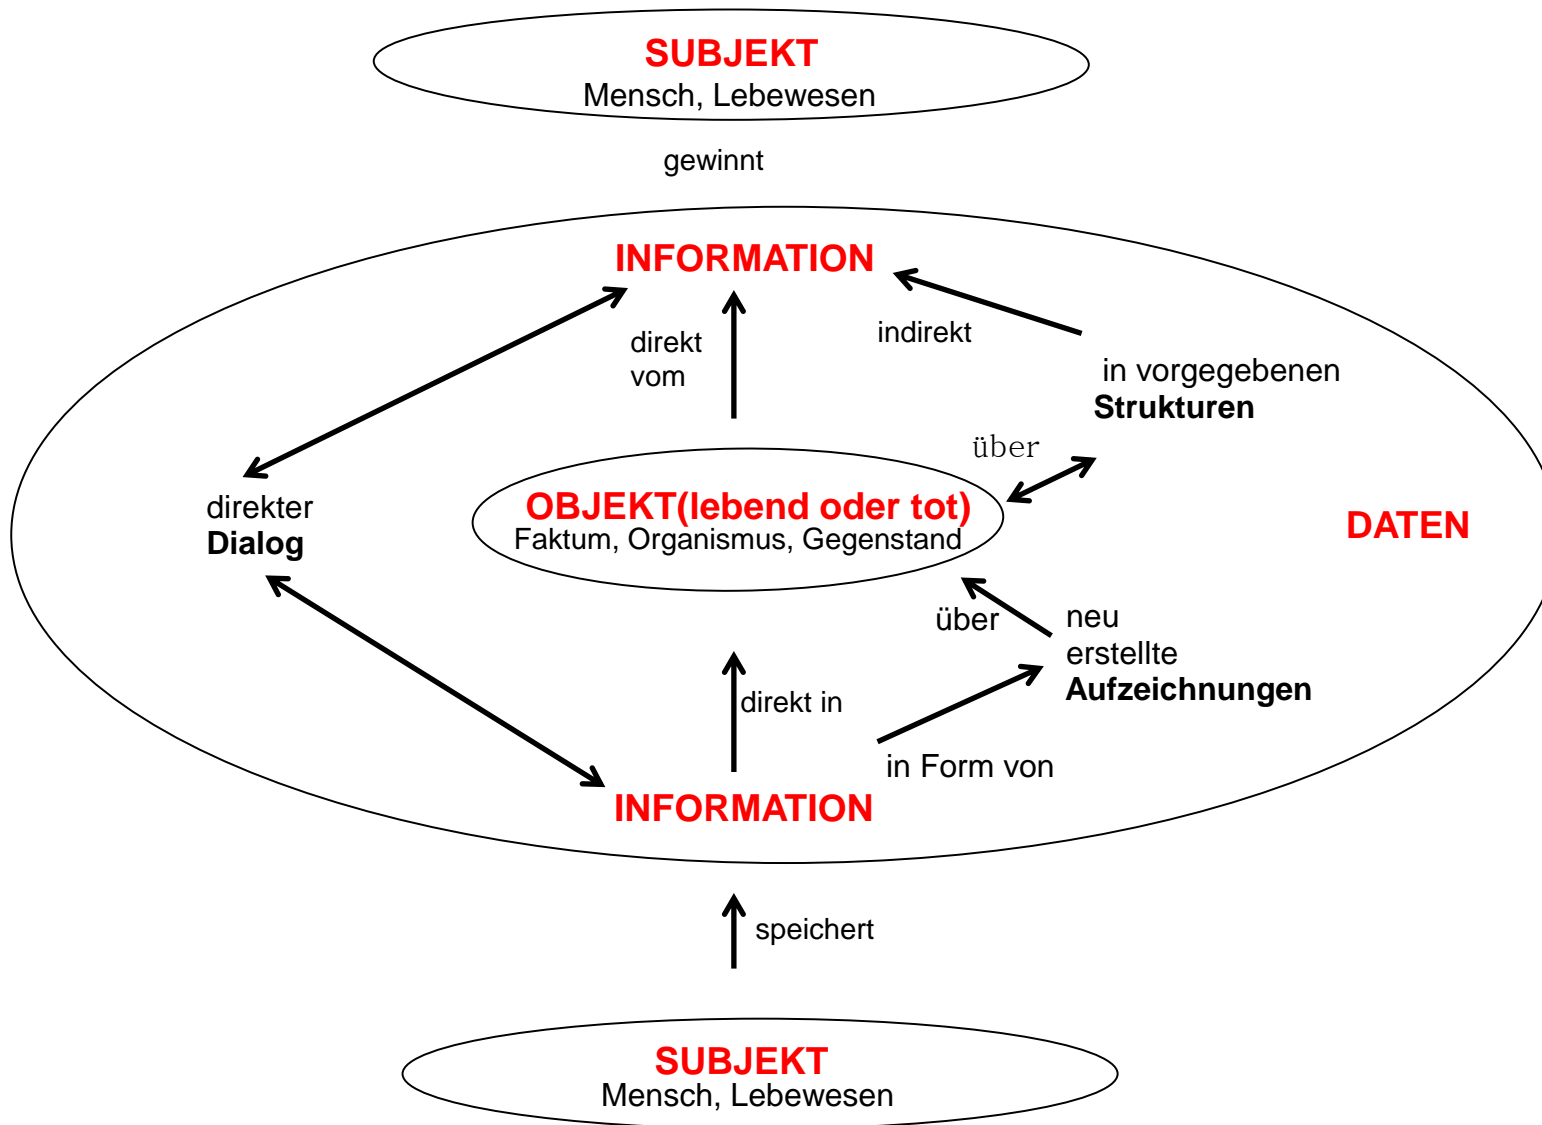 SUBJEKT
Mensch, Lebewesen
gewinnt
INFORMATION
direkt
vom
indirekt
in vorgegebenen
Strukturen
über
direkter
Dialog
OBJEKT(lebend oder tot)
Faktum, Organismus, Gegenstand
DATEN
über
neu
erstellte
Aufzeichnungen
direkt in
in Form von
INFORMATION
speichert
SUBJEKT
Mensch, Lebewesen